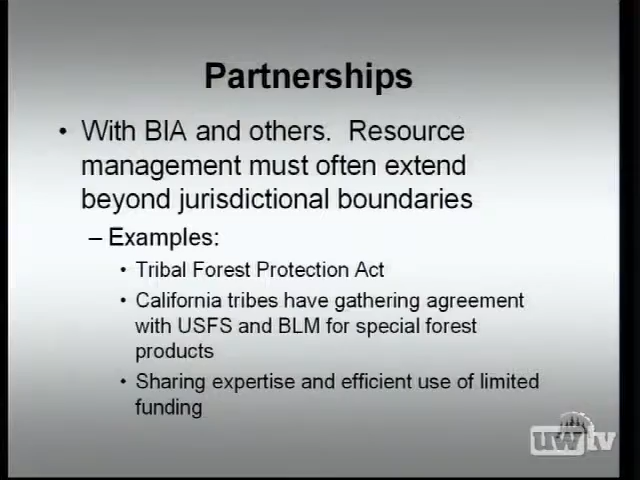 Partnerships
• With BIA and others.  Resource
management must often extend
beyond jurisdictional boundaries
– Examples:
• Tribal Forest Protection Act
• California tribes have gathering agreement
with USFS and BLM for special forest
products
• Sharing expertise and efficient use of limited
funding
uwtv